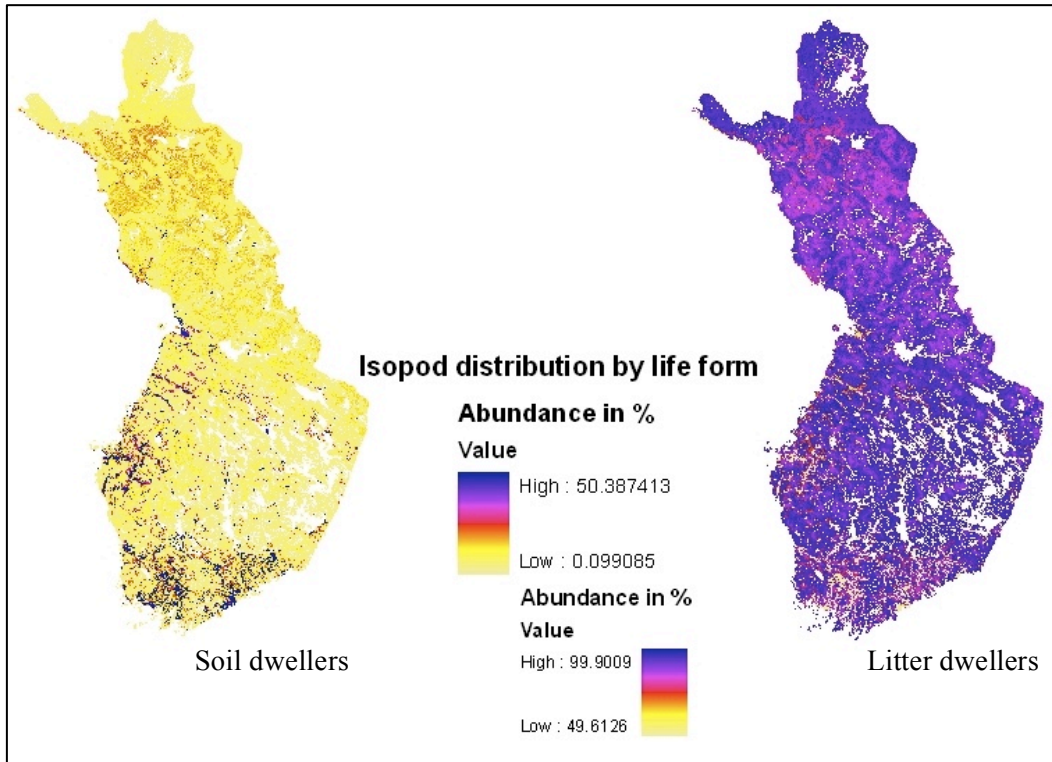 Isopod distribution by life form
Abundance in %
Value
High : 50.387413
Low : 0.099085
Abundance in %
Value
High : 99.9009
Low : 49.6126
Soil dwellers
Litter dwellers